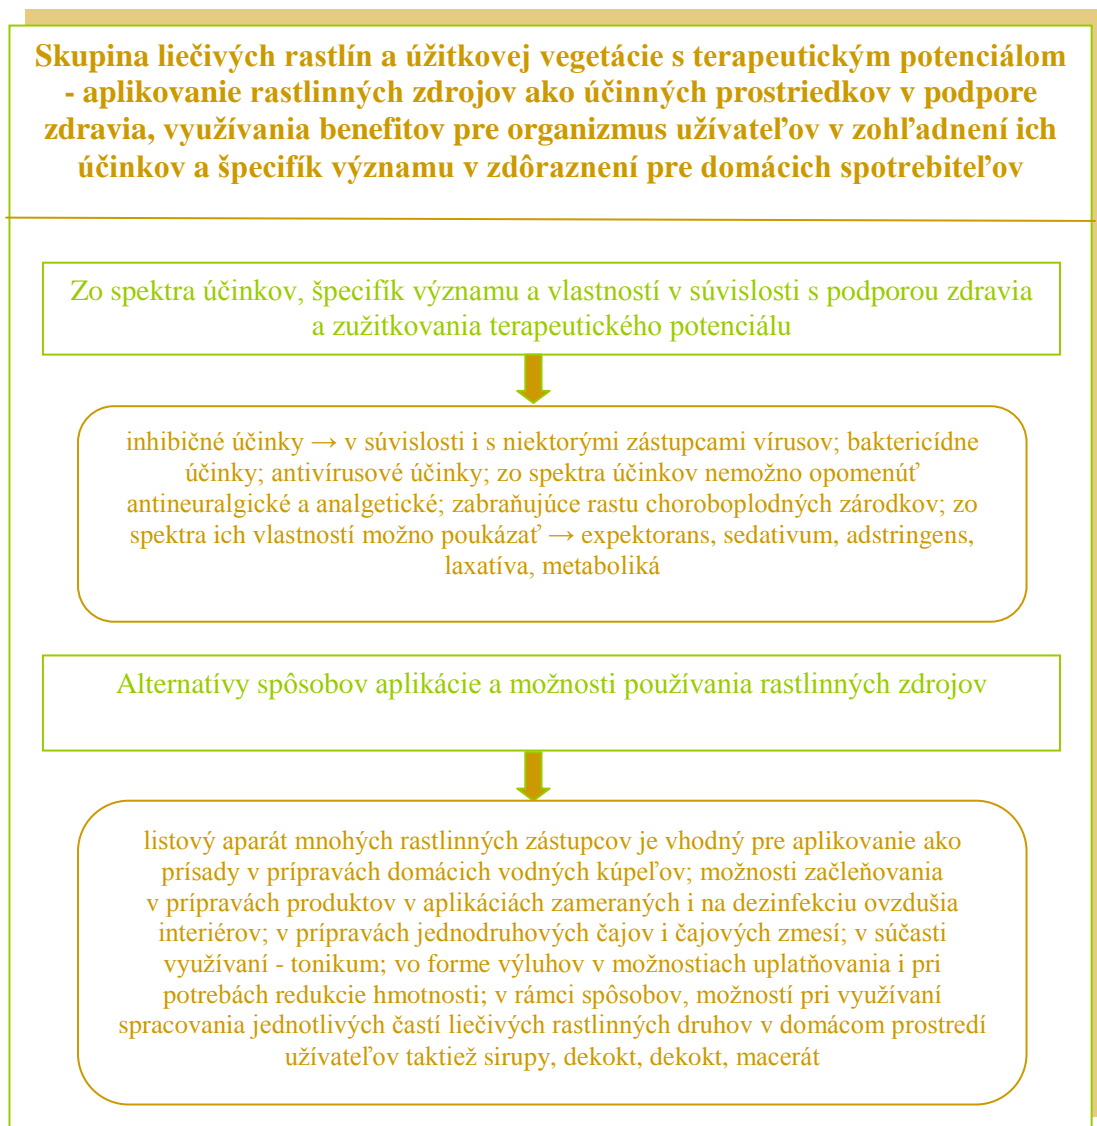 Skupina liečivých rastlín a úžitkovej vegetácie s terapeutickým potenciálom
- aplikovanie rastlinných zdrojov ako účinných prostriedkov v podpore
zdravia, využívania benefitov pre organizmus užívateľov v zohľadnení ich
účinkov a špecifík významu v zdôraznení pre domácich spotrebiteľov
Zo spektra účinkov, špecifík významu a vlastností v súvislosti s podporou zdravia
a zužitkovania terapeutického potenciálu
inhibičné účinky → v súvislosti i s niektorými zástupcami vírusov; baktericídne
účinky; antivírusové účinky; zo spektra účinkov nemožno opomenúť
antineuralgické a analgetické; zabraňujúce rastu choroboplodných zárodkov; zo
spektra ich vlastností možno poukázať → expektorans, sedativum, adstringens,
laxatíva, metaboliká
Alternatívy spôsobov aplikácie a možnosti používania rastlinných zdrojov
listový aparát mnohých rastlinných zástupcov je vhodný pre aplikovanie ako
prísady v prípravách domácich vodných kúpeľov; možnosti začleňovania
v prípravách produktov v aplikáciách zameraných i na dezinfekciu ovzdušia
interiérov; v prípravách jednodruhových čajov i čajových zmesí; v súčasti
využívaní - tonikum; vo forme výluhov v možnostiach uplatňovania i pri
potrebách redukcie hmotnosti; v rámci spôsobov, možností pri využívaní
spracovania jednotlivých častí liečivých rastlinných druhov v domácom prostredí
užívateľov taktiež sirupy, dekokt, dekokt, macerát